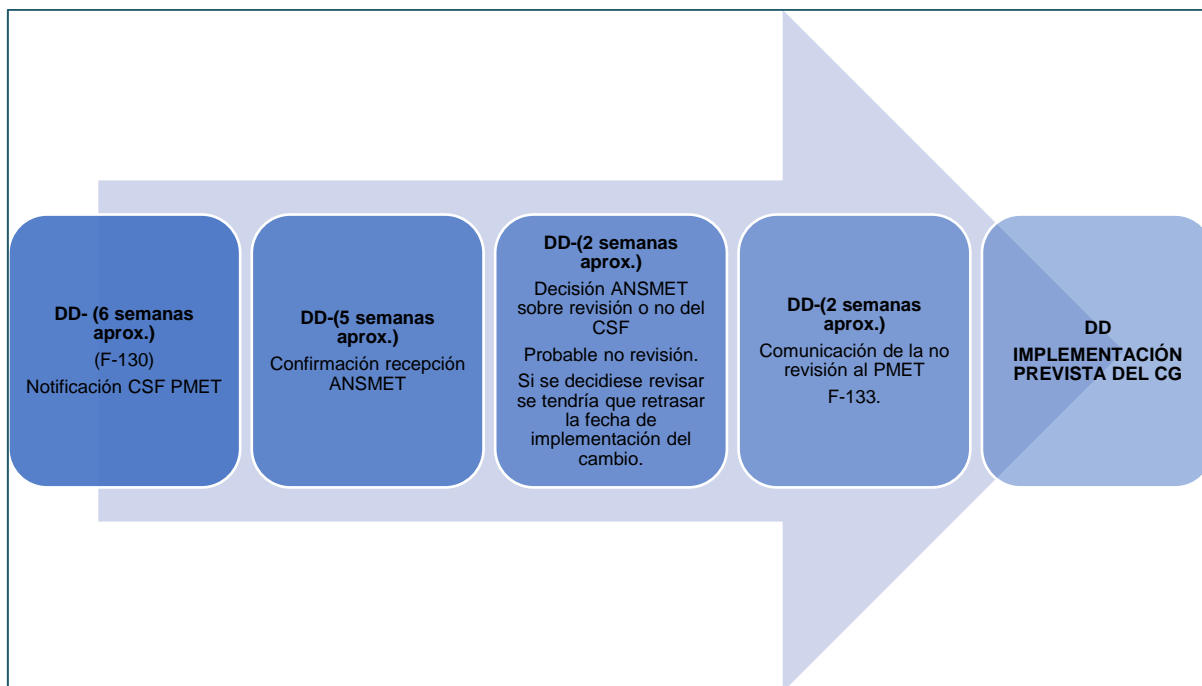 DD- (6 semanas
aprox.)
(F-130)
Notificación CSF PMET
DD-(5 semanas
aprox.)
Confirmación recepción
ANSMET
DD-(2 semanas
aprox.)
Decisión ANSMET
sobre revisión o no del
CSF
Probable no revisión.
Si se decidiese revisar
se tendría que retrasar
la fecha de
implementación del
cambio.
DD-(2 semanas
aprox.)
Comunicación de la no
revisión al PMET
F-133.
DD
IMPLEMENTACIÓN
PREVISTA DEL CG